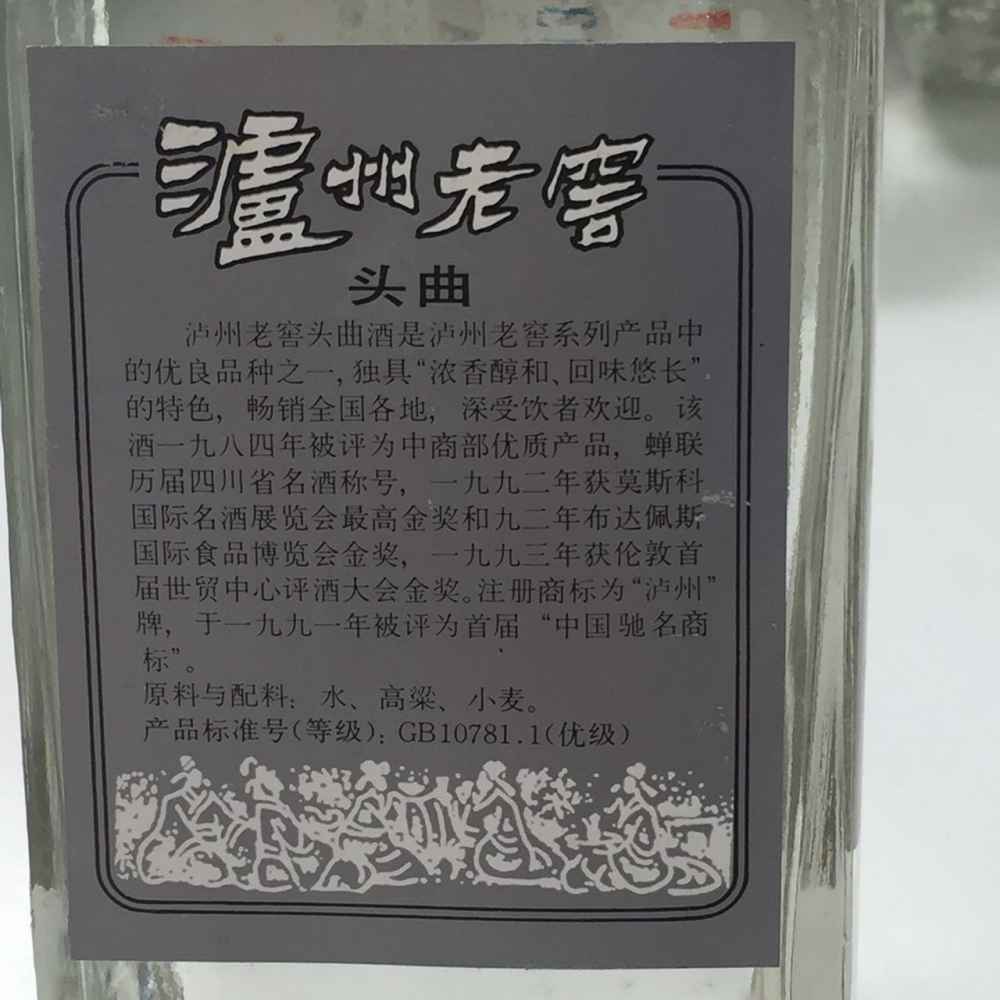 泸州老窖
头曲
泸州老窖头曲酒是泸州老窖系列产品中
的优良品种之一,独具“浓香醇和、回味悠长”
的特色，畅销全国各地，深受饮者欢迎。该
酒一九八四年被评为中商部优质产品，蝉联
历届四川省名酒称号，一九九二年获莫斯科
国际名酒展览会最高金奖和九二年布达佩斯
国际食品博览会金奖，一九九三年获伦敦首
届世贸中心评酒大会金奖。注册商标为“泸州”
牌，于一九九一年被评为首届“中国驰名商
标”。
原料与配料：水、高粱、小麦。
产品标准号(等级)：GB10781.1(优级)